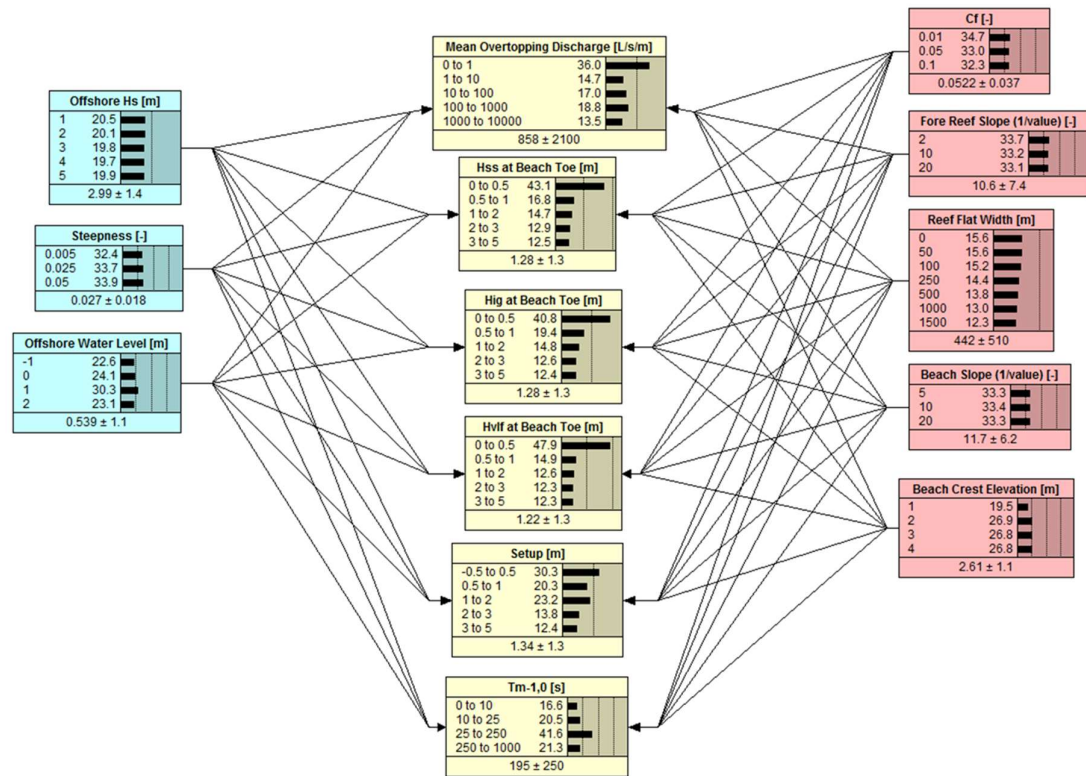 Offshore Hs [m]
1 20.5
2 20.1
3 19.8
4 19.7
5 19.9
2.99 ± 1.4
Steepness [-]
0.005 32.4
0.025 33.7
0.05 33.9
0.027 ± 0.018
Offshore Water Level [m]
-1 22.6
0 24.1
1 30.3
2 23.1
0.539 ± 1.1
Mean Overtopping Discharge [L/s/m]
0 to 1 36.0
1 to 10 14.7
10 to 100 17.0
100 to 1000 18.8
1000 to 10000 13.5
858 ± 2100
Hss at Beach Toe [m]
0 to 0.5 43.1
0.5 to 1 16.8
1 to 2 14.7
2 to 3 12.9
3 to 5 12.5
1.28 ± 1.3
Hig at Beach Toe [m]
0 to 0.5 40.8
0.5 to 1 19.4
1 to 2 14.8
2 to 3 12.6
3 to 5 12.4
1.28 ± 1.3
Hvlf at Beach Toe [m]
0 to 0.5 47.9
0.5 to 1 14.9
1 to 2 12.6
2 to 3 12.3
3 to 5 12.3
1.22 ± 1.3
Setup [m]
-0.5 to 0.5 30.3
0.5 to 1 20.3
1 to 2 23.2
2 to 3 13.8
3 to 5 12.4
1.34 ± 1.3
Tm-1,0 [s]
0 to 10 16.6
10 to 25 20.5
25 to 250 41.6
250 to 1000 21.3
195 ± 250
Cf [-]
0.01 34.7
0.05 33.0
0.1 32.3
0.0522 ± 0.037
Fore Reef Slope (1/value) [-]
2 33.7
10 33.2
20 33.1
10.6 ± 7.4
Reef Flat Width [m]
0 15.6
50 15.6
100 15.2
250 14.4
500 13.8
1000 13.0
1500 12.3
442 ± 510
Beach Slope (1/value) [-]
5 33.3
10 33.4
20 33.3
11.7 ± 6.2
Beach Crest Elevation [m]
1 19.5
2 26.9
3 26.8
4 26.8
2.61 ± 1.1